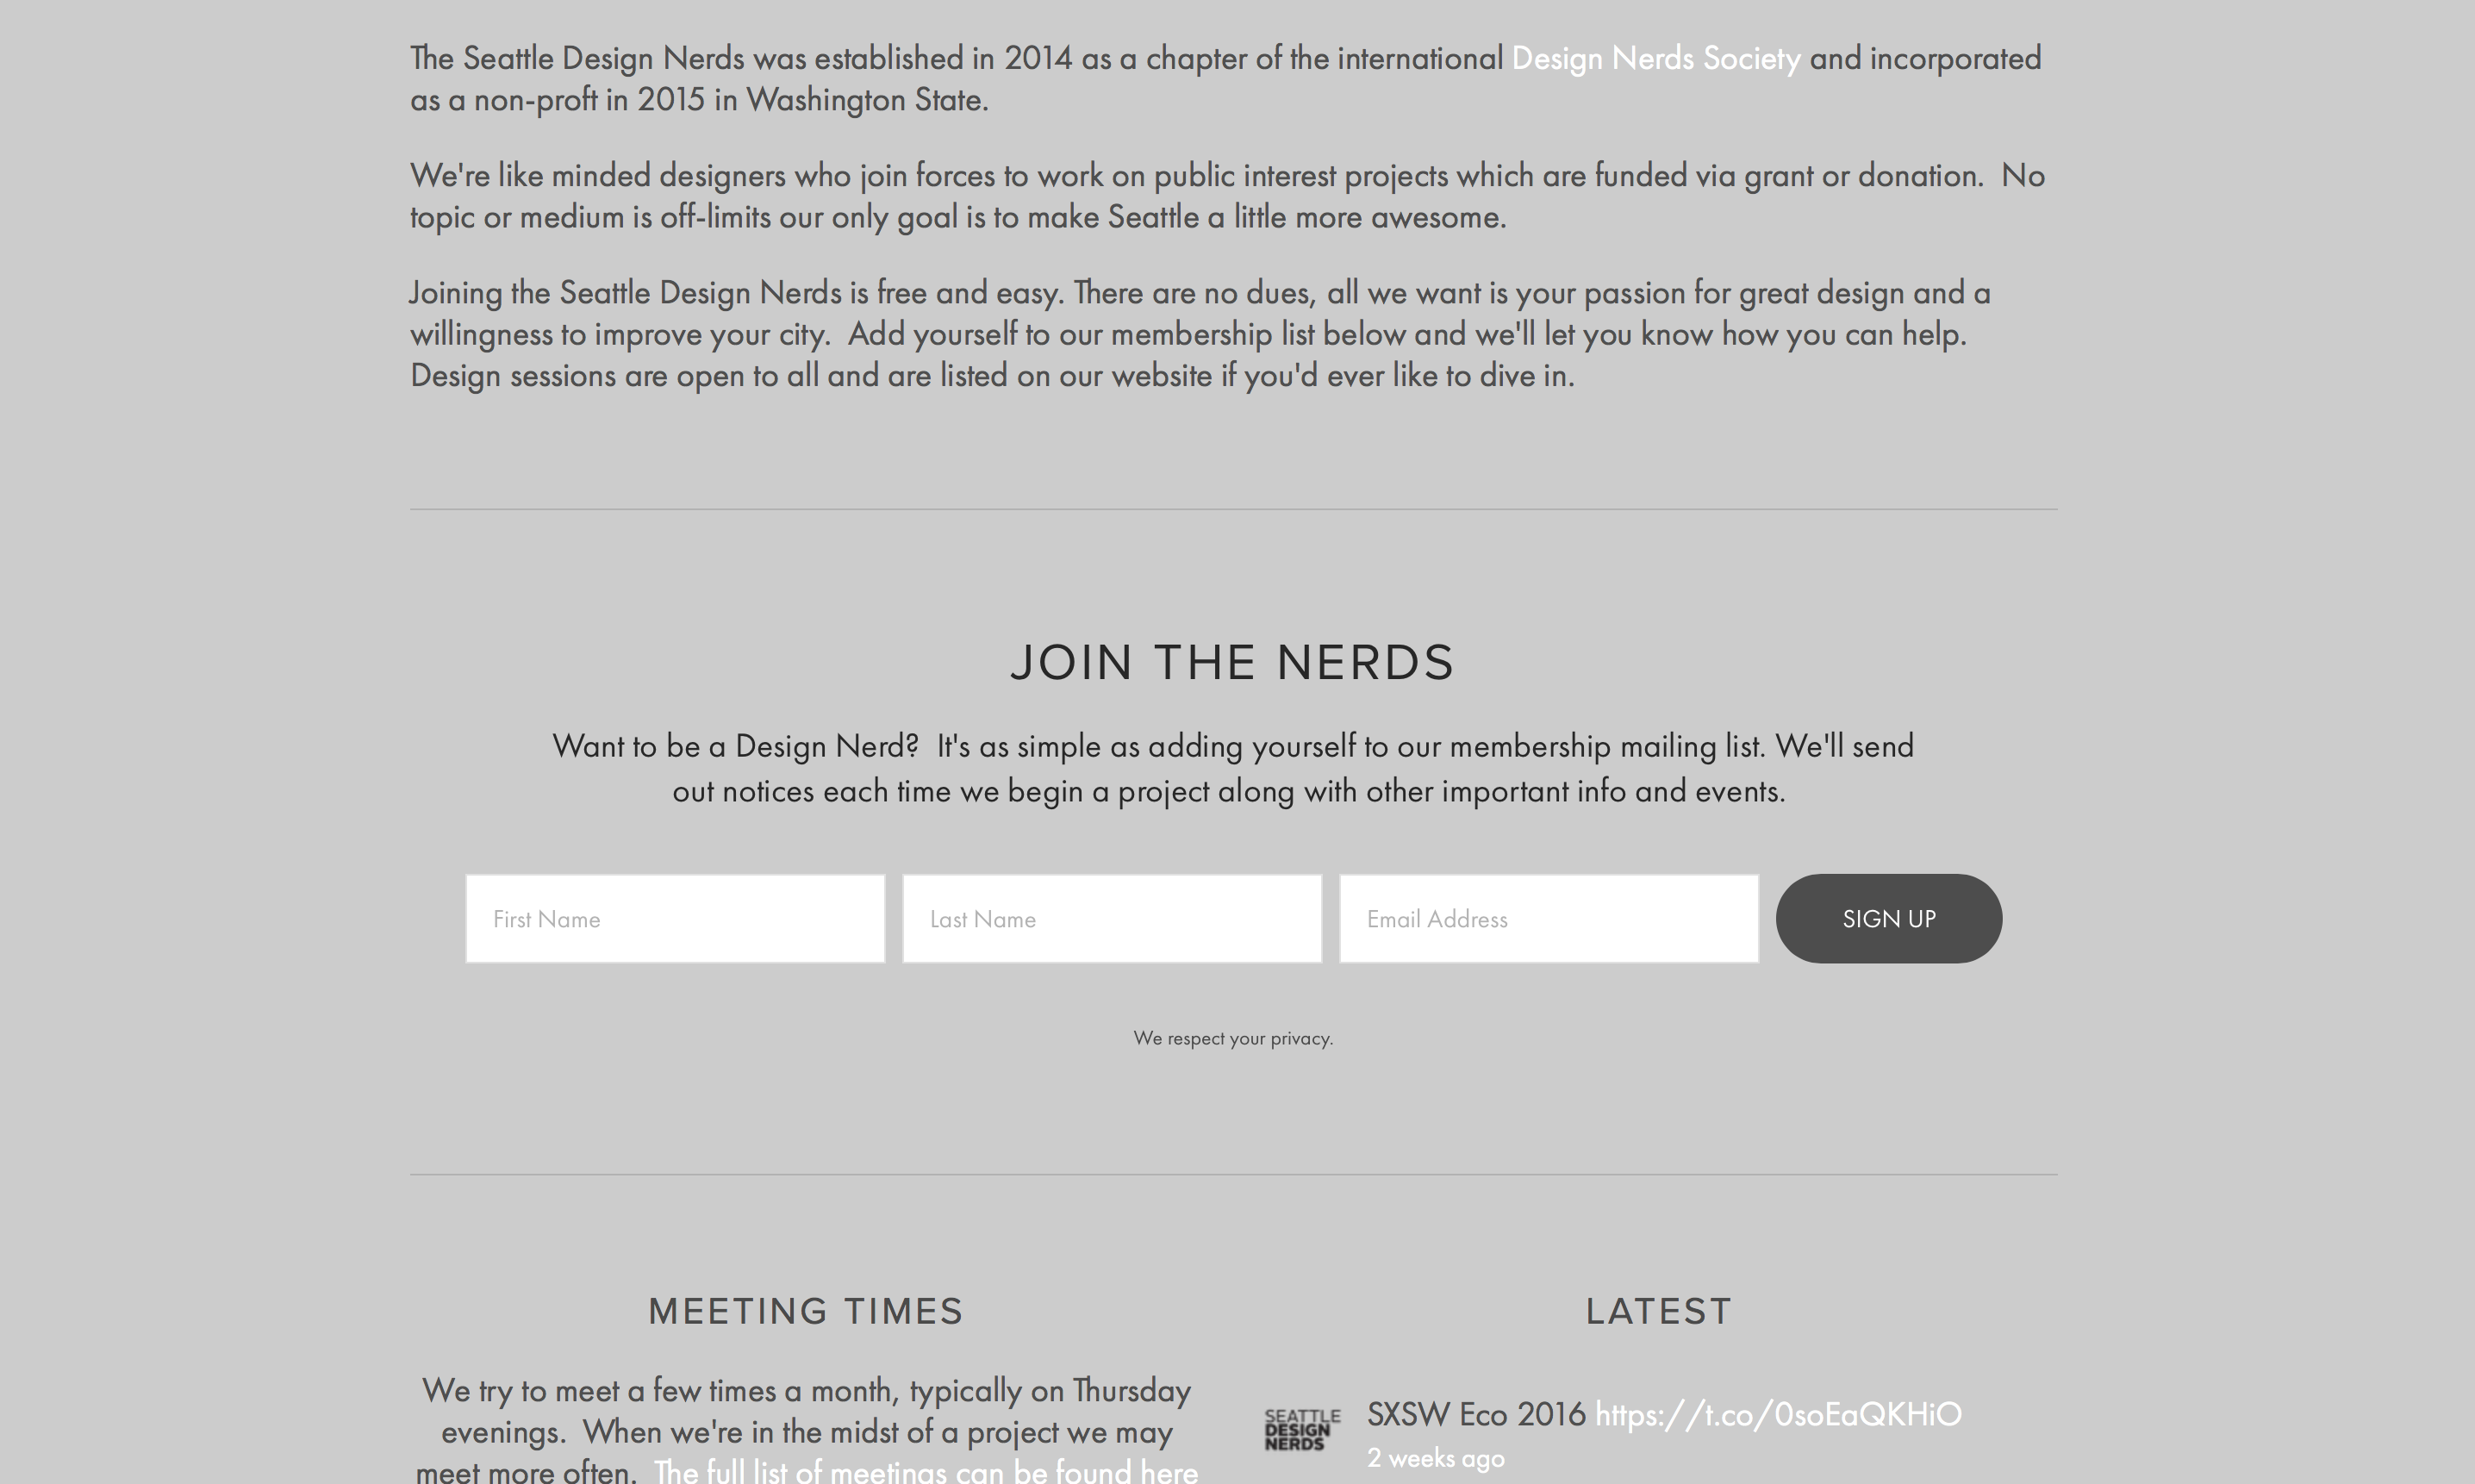 The Seattle Design Nerds was established in 2014 as a chapter of the international Design Nerds Society and incorporated
as a non-proft in 2015 in Washington State.
We're like minded designers who join forces to work on public interest projects which are funded via grant or donation.  No
topic or medium is off-limits our only goal is to make Seattle a little more awesome.
Joining the Seattle Design Nerds is free and easy. There are no dues, all we want is your passion for great design and a
willingness to improve your city.  Add yourself to our membership list below and we'll let you know how you can help.
Design sessions are open to all and are listed on our website if you'd ever like to dive in.
JOIN THE NERDS
Want to be a Design Nerd?  It's as simple as adding yourself to our membership mailing list. We'll send
out notices each time we begin a project along with other important info and events.
First Name
Last Name
Email Address
SIGN UP
We respect your privacy.
MEETING TIMES
We try to meet a few times a month, typically on Thursday
evenings.  When we're in the midst of a project we may
meet more often.  The full list of meetings can be found here
LATEST
SEATTLE
DESIGN
NERDS
SXSW Eco 2016 https://t.co/0soEaQKHiO
2 weeks ago